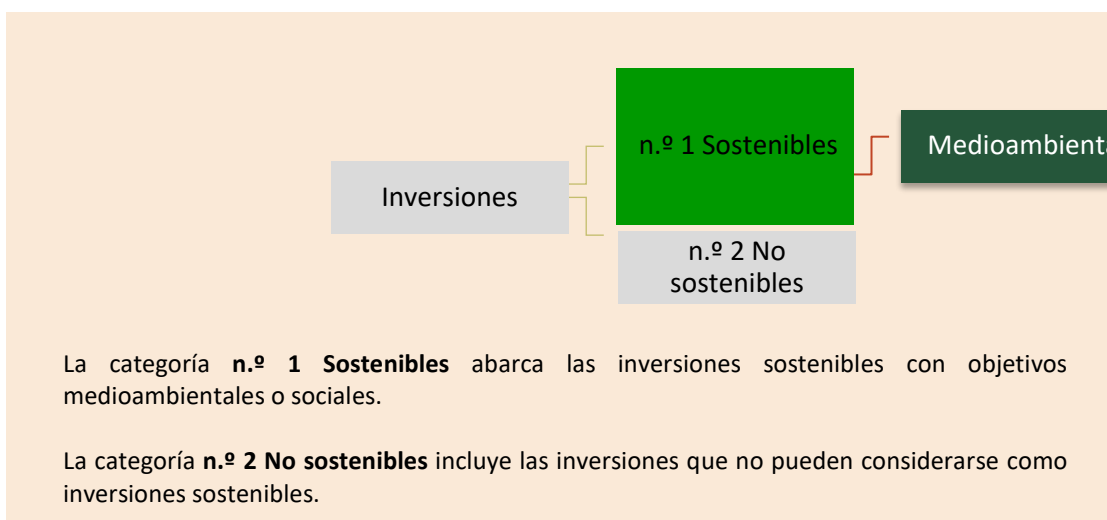 n.º 1 Sostenibles
Medioambienta
Inversiones
n.º 2 No
sostenibles
La categoría n.º 1 Sostenibles abarca las inversiones sostenibles con objetivos
medioambientales o sociales.
La categoría n.º 2 No sostenibles incluye las inversiones que no pueden considerarse como
inversiones sostenibles.